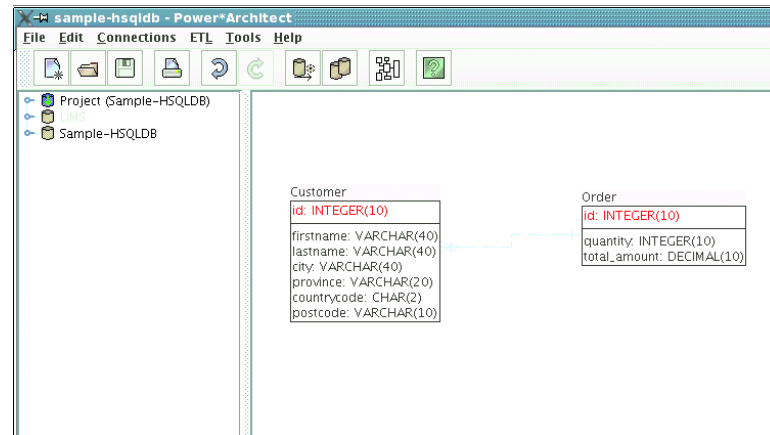 sample-hsqldb - Power*Architect
File Edit Connections ETL Tools Help
Project (Sample-HSQLDB)
LIMS
Sample-HSQLDB
Customer
id: INTEGER(10)
firstname: VARCHAR(40)
lastname: VARCHAR(40)
city: VARCHAR(40)
province: VARCHAR(20)
countrycode: CHAR(2)
postcode: VARCHAR(10)
Order
id: INTEGER(10)
quantity: INTEGER(10)
total_amount: DECIMAL(10)